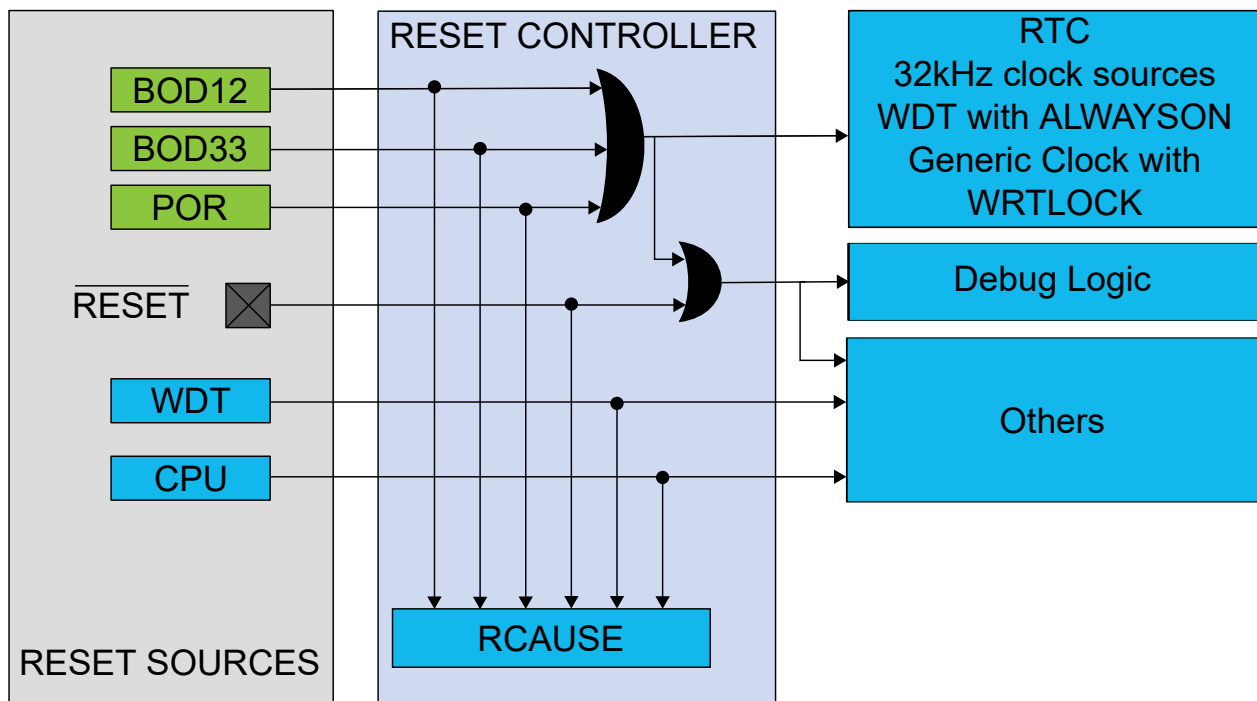 RESET CONTROLLER
BOD12
BOD33
POR
RESET
WDT
CPU
RESET SOURCES
RCAUSE
RTC
32kHz clock sources
WDT with ALWAYSON
Generic Clock with
WRTLOCK
Debug Logic
Others